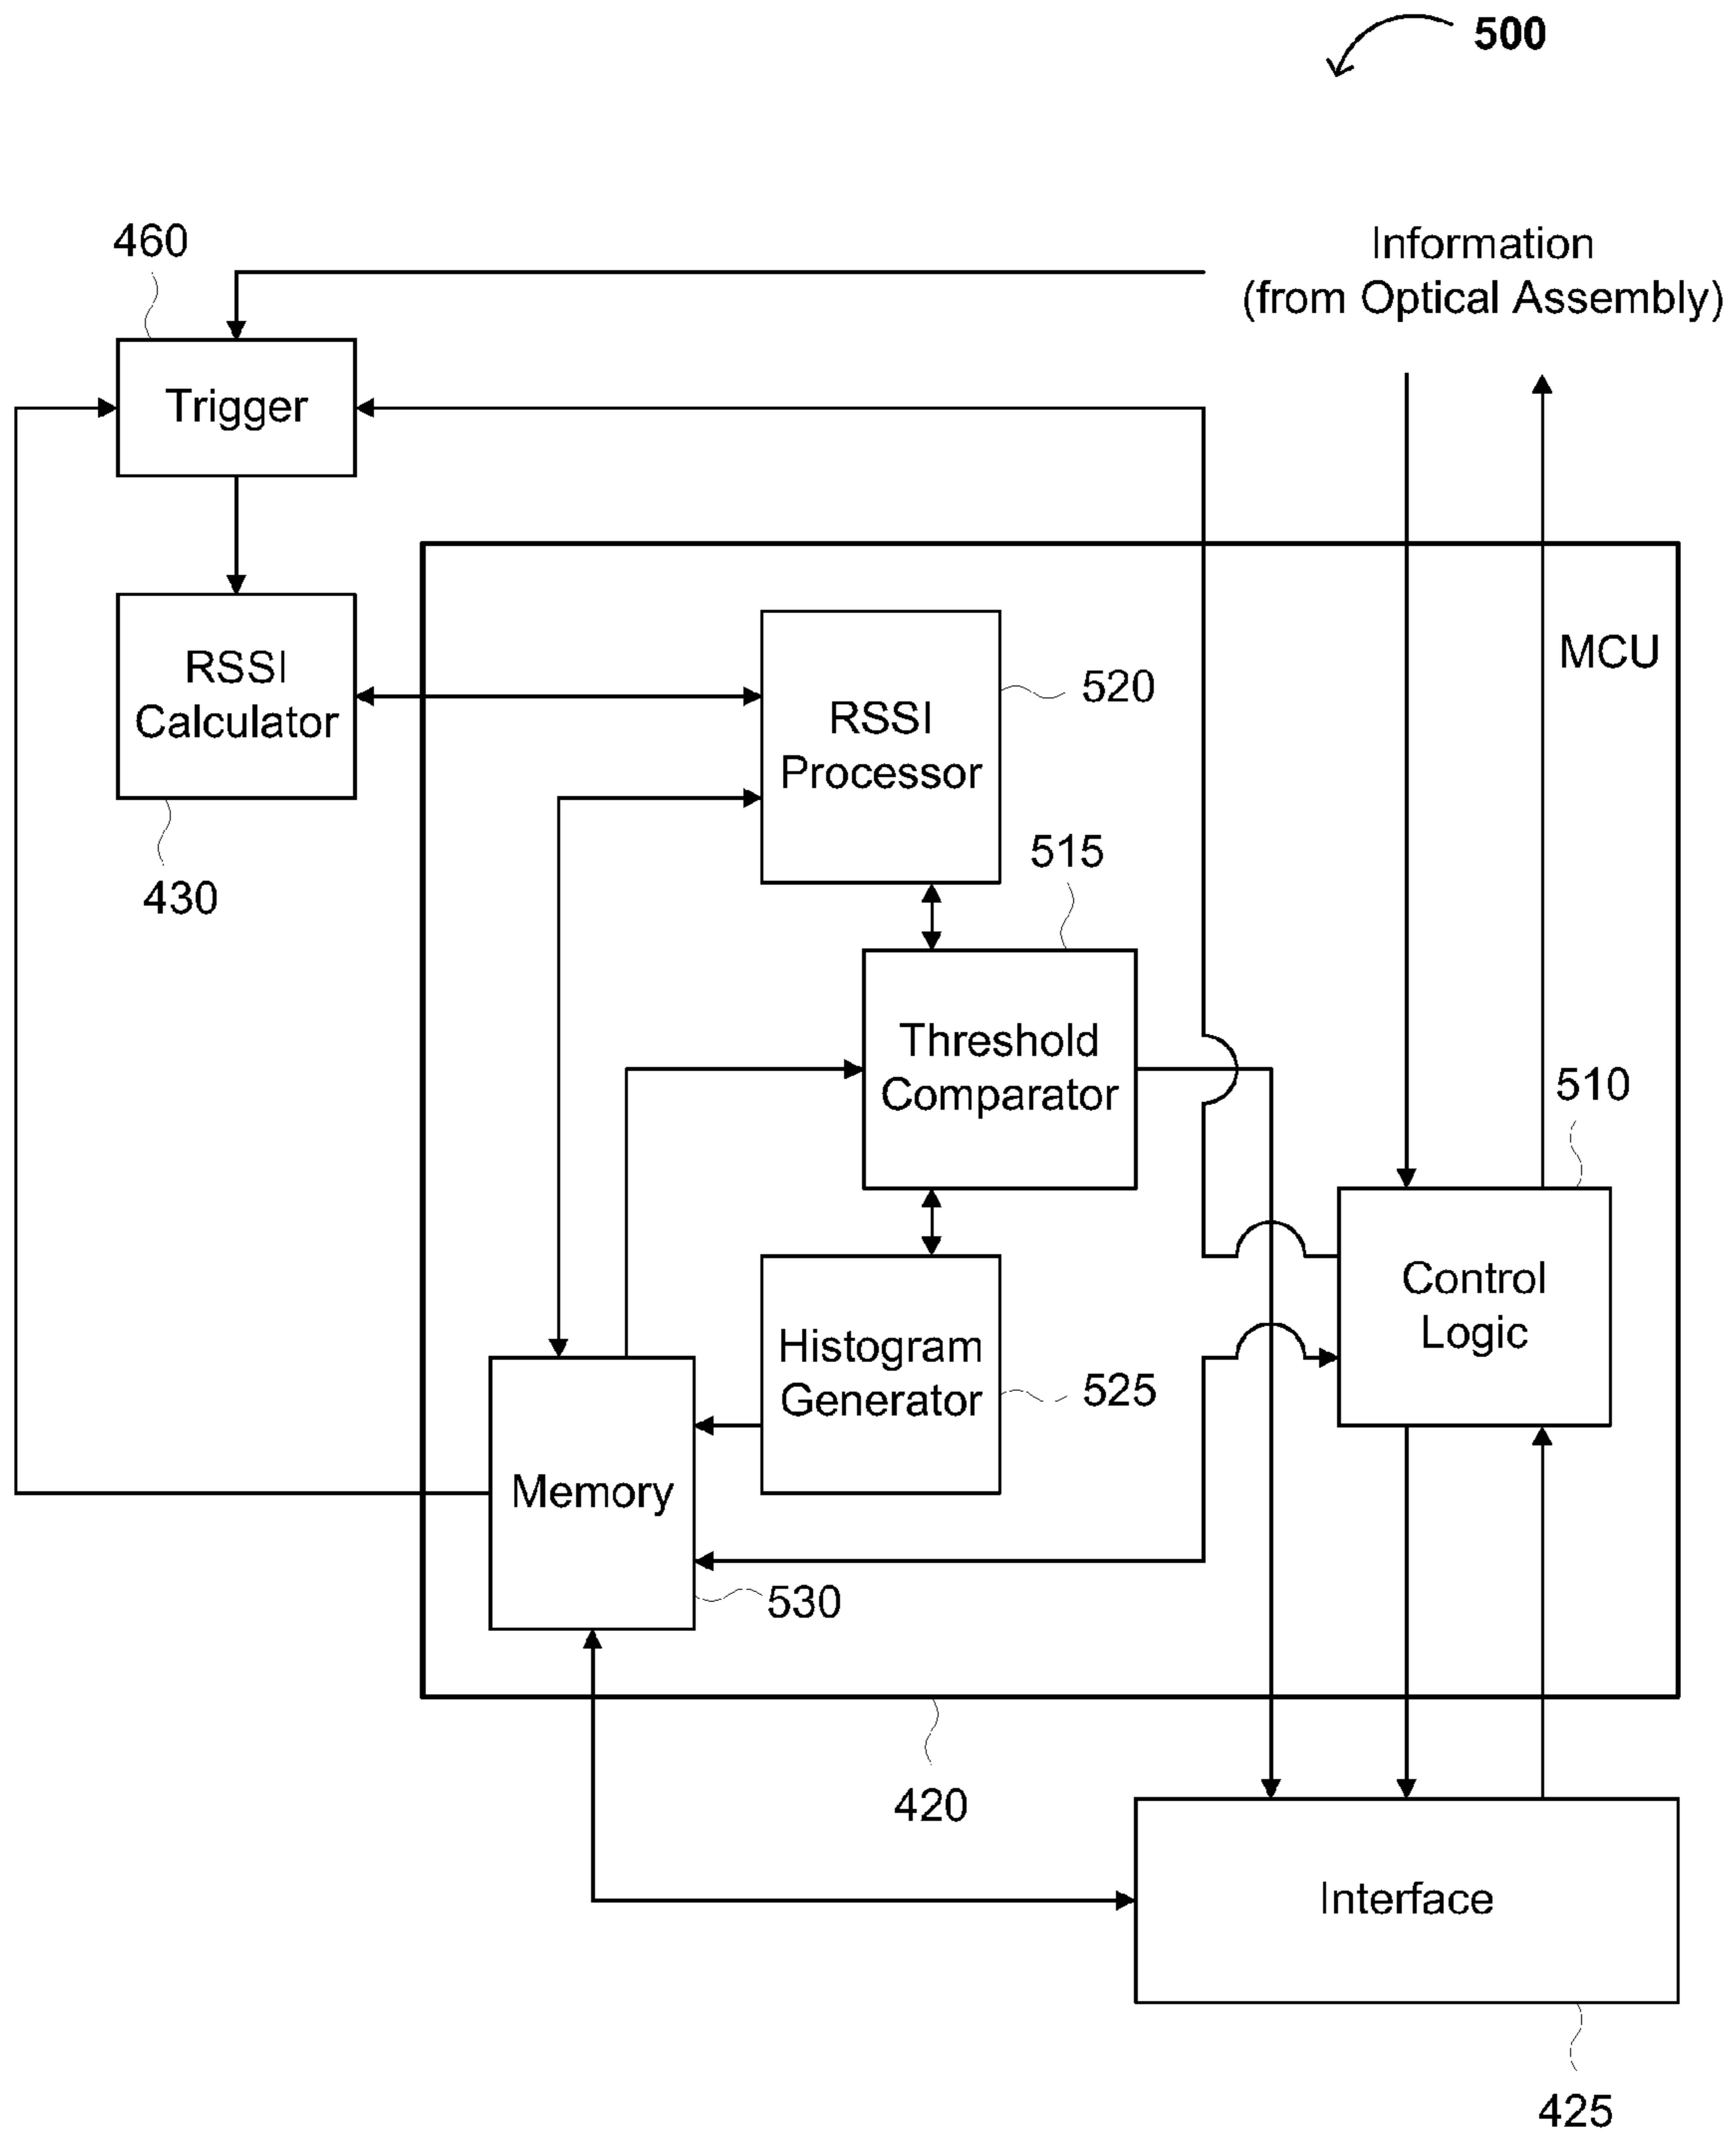 500
460
Information
(from Optical Assembly)
Trigger
MCU
RSSI
Calculator
520
RSSI
Processor
430
515
Threshold
Comparator
510
Control
Logic
Histogram
Generator
525
Memory
530
420
Interface
425